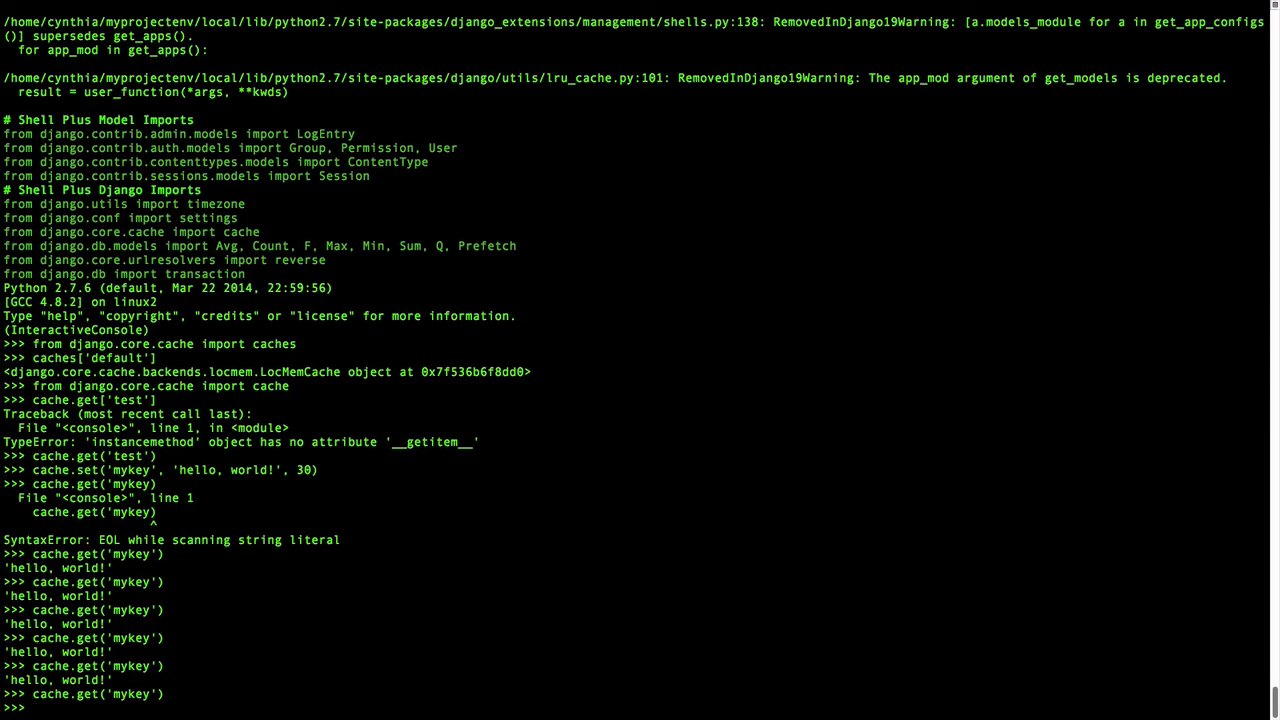 /home/cynthia/myprojectenv/local/lib/python2.7/site-packages/django_extensions/management/shells.py:138: RemovedInDjango19Warning: [a.models_module for a in get_app_configs
()] supersedes get_apps().
  for app_mod in get_apps():
/home/cynthia/myprojectenv/local/lib/python2.7/site-packages/django/utils/lru_cache.py:101: RemovedInDjango19Warning: The app_mod argument of get_models is deprecated.
  result = user_function(*args, **kwds)
# Shell Plus Model Imports
from django.contrib.admin.models import LogEntry
from django.contrib.auth.models import Group, Permission, User
from django.contrib.contenttypes.models import ContentType
from django.contrib.sessions.models import Session
# Shell Plus Django Imports
from django.utils import timezone
from django.conf import settings
from django.core.cache import cache
from django.db.models import Avg, Count, F, Max, Min, Sum, Q, Prefetch
from django.core.urlresolvers import reverse
from django.db import transaction
Python 2.7.6 (default, Mar 22 2014, 22:59:56)
[GCC 4.8.2] on linux2
Type "help", "copyright", "credits" or "license" for more information.
(InteractiveConsole)
>>> from django.core.cache import caches
>>> caches['default']
<django.core.cache.backends.locmem.LocMemCache object at 0x7f536b6f8dd0>
>>> from django.core.cache import cache
>>> cache.get['test']
Traceback (most recent call last):
  File "<console>", line 1, in <module>
TypeError: 'instancemethod' object has no attribute '__getitem__'
>>> cache.get('test')
>>> cache.set('mykey', 'hello, world!', 30)
>>> cache.get('mykey)
  File "<console>", line 1
    cache.get('mykey)
                    ^
SyntaxError: EOL while scanning string literal
>>> cache.get('mykey')
'hello, world!'
>>> cache.get('mykey')
'hello, world!'
>>> cache.get('mykey')
'hello, world!'
>>> cache.get('mykey')
'hello, world!'
>>> cache.get('mykey')
'hello, world!'
>>> cache.get('mykey')
>>>